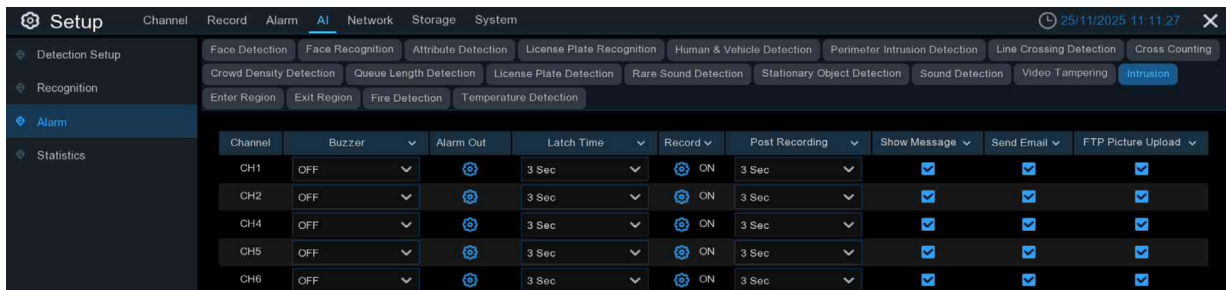 Setup Channel Record Alarm AI Network Storage System 25/11/2025 11:11:27
Detection Setup
Recognition
Alarm
Statistics
Face Detection Face Recognition Attribute Detection License Plate Recognition Human & Vehicle Detection Perimeter Intrusion Detection Line Crossing Detection Cross Counting
Crowd Density Detection Queue Length Detection License Plate Detection Rare Sound Detection Stationary Object Detection Sound Detection Video Tampering Intrusion
Enter Region Exit Region Fire Detection Temperature Detection
Channel Buzzer Alarm Out Latch Time Record Post Recording Show Message Send Email FTP Picture Upload
CH1 OFF 3 Sec ON 3 Sec
CH2 OFF 3 Sec ON 3 Sec
CH4 OFF 3 Sec ON 3 Sec
CH5 OFF 3 Sec ON 3 Sec
CH6 OFF 3 Sec ON 3 Sec